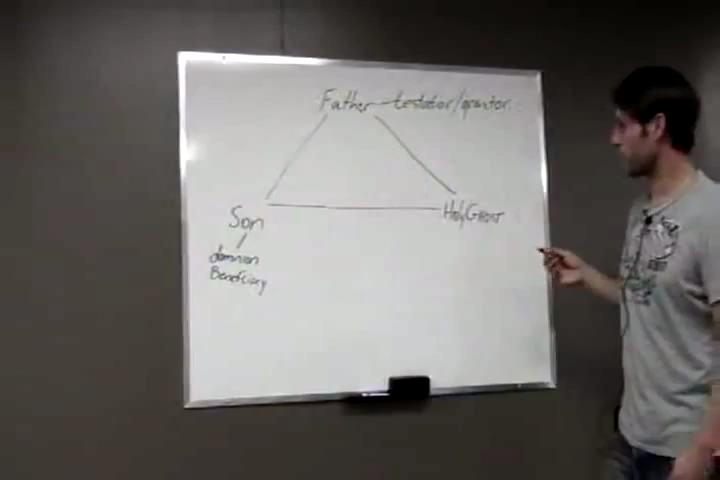 Father - testator/grantor
Son
Holy Ghost
dominion
Beneficiary